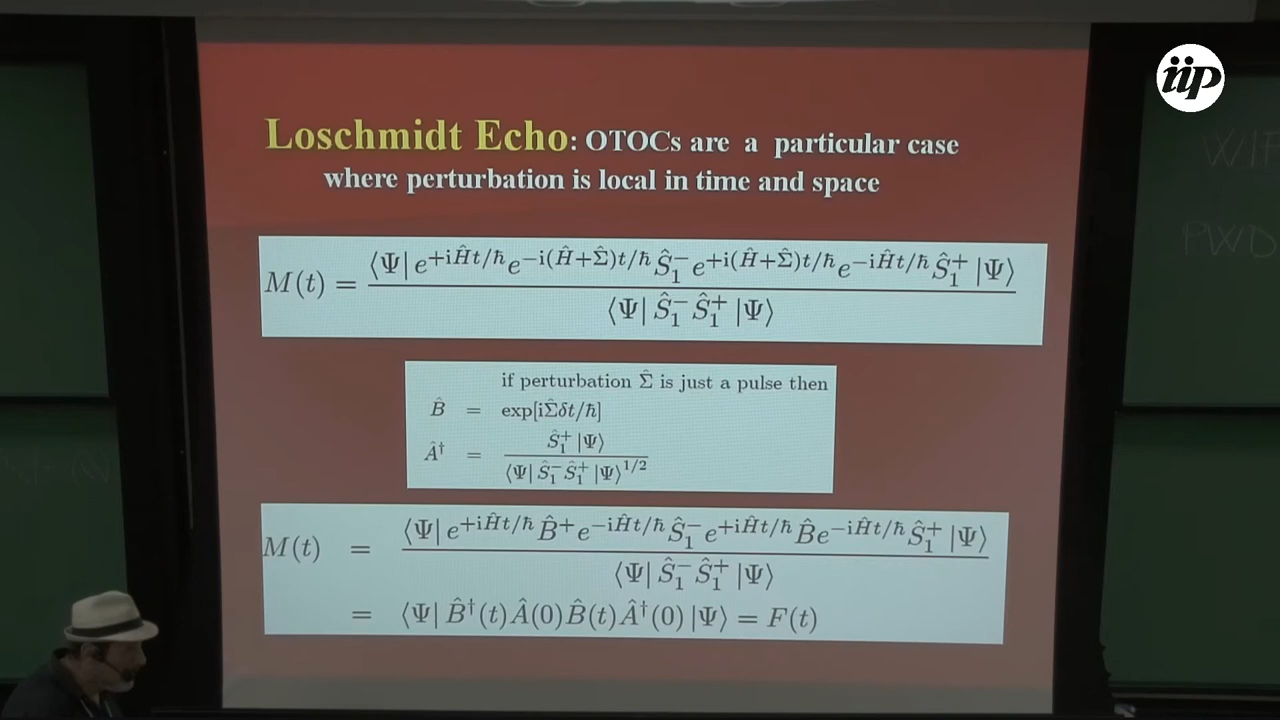 iip
Loschmidt Echo: OTOCs are a particular case
where perturbation is local in time and space
M(t) = ⟨Ψ| e^{+iĤt/ħ} e^{−i(Ĥ+Σ̂)t/ħ} Ŝ₁⁻ e^{+i(Ĥ+Σ̂)t/ħ} e^{−iĤt/ħ} Ŝ₁⁺ |Ψ⟩
⟨Ψ| Ŝ₁⁻ Ŝ₁⁺ |Ψ⟩
if perturbation Σ̂ is just a pulse then
B̂ = exp[iΣ̂δt/ħ]
Â† = Ŝ₁⁺ |Ψ⟩
⟨Ψ| Ŝ₁⁻ Ŝ₁⁺ |Ψ⟩^{1/2}
M(t) = ⟨Ψ| e^{+iĤt/ħ} B̂⁺ e^{−iĤt/ħ} Ŝ₁⁻ e^{+iĤt/ħ} B̂ e^{−iĤt/ħ} Ŝ₁⁺ |Ψ⟩
⟨Ψ| Ŝ₁⁻ Ŝ₁⁺ |Ψ⟩
= ⟨Ψ| B̂†(t) Â(0) B̂(t) Â†(0) |Ψ⟩ = F(t)